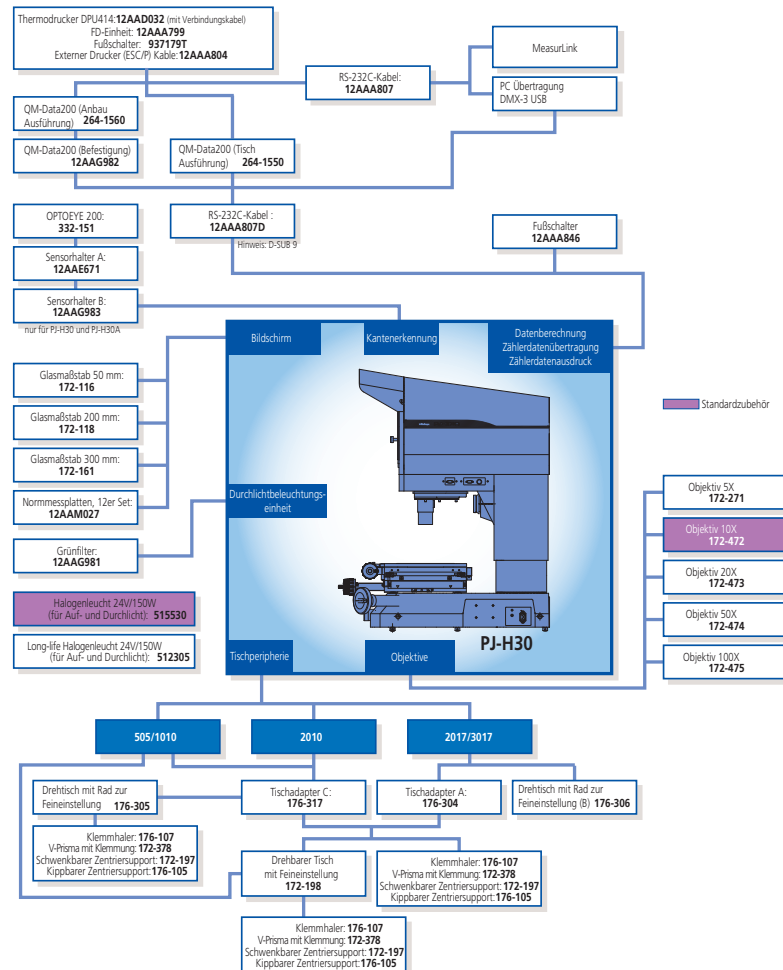 Thermodrucker DPU414:12AAD032 (mit Verbindungskabel)
FD-Einheit: 12AAA799
Fußschalter: 937179T
Externer Drucker (ESC/P) Kable:12AAA804
RS-232C-Kabel:
12AAA807
MeasurLink
PC Übertragung
DMX-3 USB
QM-Data200 (Anbau
Ausführung) 264-1560
QM-Data200 (Befestigung)
12AAG982
QM-Data200 (Tisch
Ausführung) 264-1550
OPTOEYE 200:
332-151
Sensorhalter A:
12AAE671
Sensorhalter B:
12AAG983
nur für PJ-H30 und PJ-H30A
RS-232C-Kabel :
12AAA807D
Hinweis: D-SUB 9
Fußschalter
12AAA846
Bildschirm
Kantenerkennung
Datenberechnung
Zählerdatenübertragung
Zählerdatenausdruck
Glasmaßstab 50 mm:
172-116
Glasmaßstab 200 mm:
172-118
Glasmaßstab 300 mm:
172-161
Normmessplatten, 12er Set:
12AAM027
Grünfilter:
12AAG981
Halogenleucht 24V/150W
(für Auf- und Durchlicht): 515530
Long-life Halogenleucht 24V/150W
(für Auf- und Durchlicht): 512305
Durchlichtbeleuchtungs-
einheit
Tischperipherie
Objektive
PJ-H30
Standardzubehör
Objektiv 5X
172-271
Objektiv 10X
172-472
Objektiv 20X
172-473
Objektiv 50X
172-474
Objektiv 100X
172-475
505/1010
2010
2017/3017
Drehtisch mit Rad zur
Feineinstellung 176-305
Tischadapter C:
176-317
Tischadapter A:
176-304
Drehtisch mit Rad zur
Feineinstellung (B) 176-306
Klemmhaler: 176-107
V-Prisma mit Klemmung: 172-378
Schwenkbarer Zentriersupport: 172-197
Kippbarer Zentriersupport: 176-105
Drehbarer Tisch
mit Feineinstellung
172-198
Klemmhaler: 176-107
V-Prisma mit Klemmung: 172-378
Schwenkbarer Zentriersupport: 172-197
Kippbarer Zentriersupport: 176-105
Klemmhaler: 176-107
V-Prisma mit Klemmung: 172-378
Schwenkbarer Zentriersupport: 172-197
Kippbarer Zentriersupport: 176-105